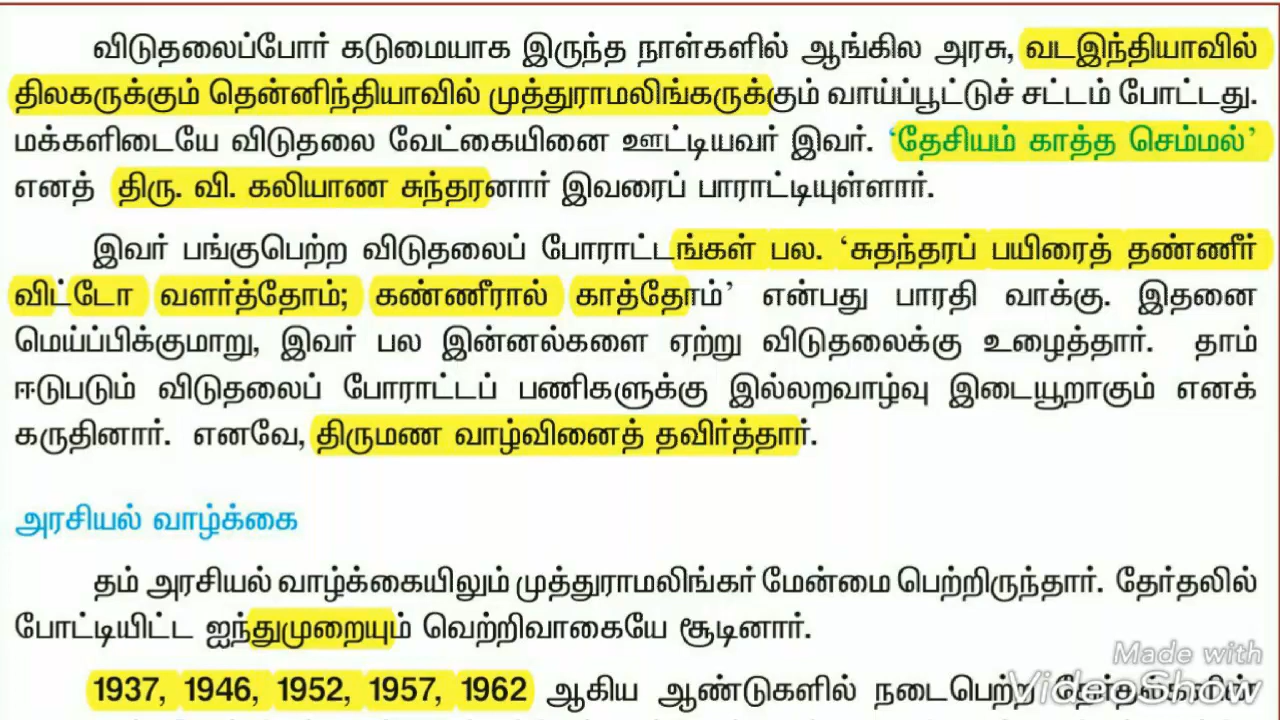 விடுதலைப்போர் கடுமையாக இருந்த நாள்களில் ஆங்கில அரசு, வடஇந்தியாவில்
திலகருக்கும் தென்னிந்தியாவில் முத்துராமலிங்கருக்கும் வாய்ப்பூட்டுச் சட்டம் போட்டது.
மக்களிடையே விடுதலை வேட்கையினை ஊட்டியவர் இவர். ‘தேசியம் காத்த செம்மல்’
எனத் திரு. வி. கலியாண சுந்தரனார் இவரைப் பாராட்டியுள்ளார்.
இவர் பங்குபெற்ற விடுதலைப் போராட்டங்கள் பல. ‘சுதந்தரப் பயிரைத் தண்ணீர்
விட்டோ வளர்த்தோம்; கண்ணீரால் காத்தோம்’ என்பது பாரதி வாக்கு. இதனை
மெய்ப்பிக்குமாறு, இவர் பல இன்னல்களை ஏற்று விடுதலைக்கு உழைத்தார். தாம்
ஈடுபடும் விடுதலைப் போராட்டப் பணிகளுக்கு இல்லறவாழ்வு இடையூறாகும் எனக்
கருதினார். எனவே, திருமண வாழ்வினைத் தவிர்த்தார்.
அரசியல் வாழ்க்கை
தம் அரசியல் வாழ்க்கையிலும் முத்துராமலிங்கர் மேன்மை பெற்றிருந்தார். தேர்தலில்
போட்டியிட்ட ஐந்துமுறையும் வெற்றிவாகையே சூடினார்.
1937, 1946, 1952, 1957, 1962 ஆகிய ஆண்டுகளில் நடைபெற்ற தேர்தல்களின்
Made with
VideoShow